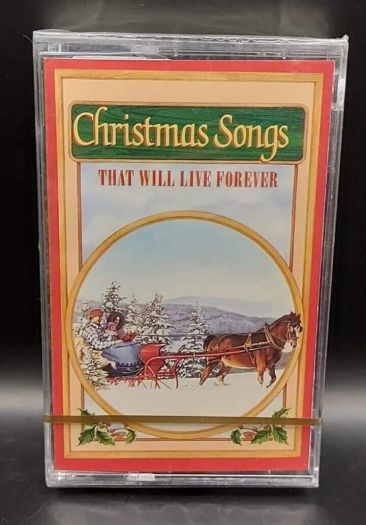 Christmas Songs
THAT WILL LIVE FOREVER